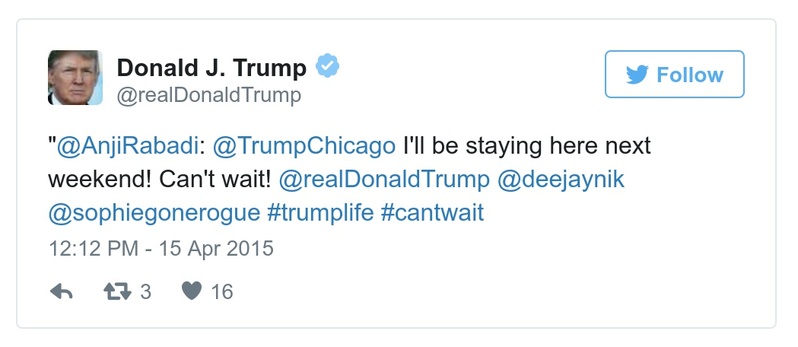 Donald J. Trump
@realDonaldTrump
Follow
"@AnjiRabadi: @TrumpChicago I'll be staying here next
weekend! Can't wait! @realDonaldTrump @deejaynik
@sophiegonerogue #trumplife #cantwait
12:12 PM - 15 Apr 2015
3
16